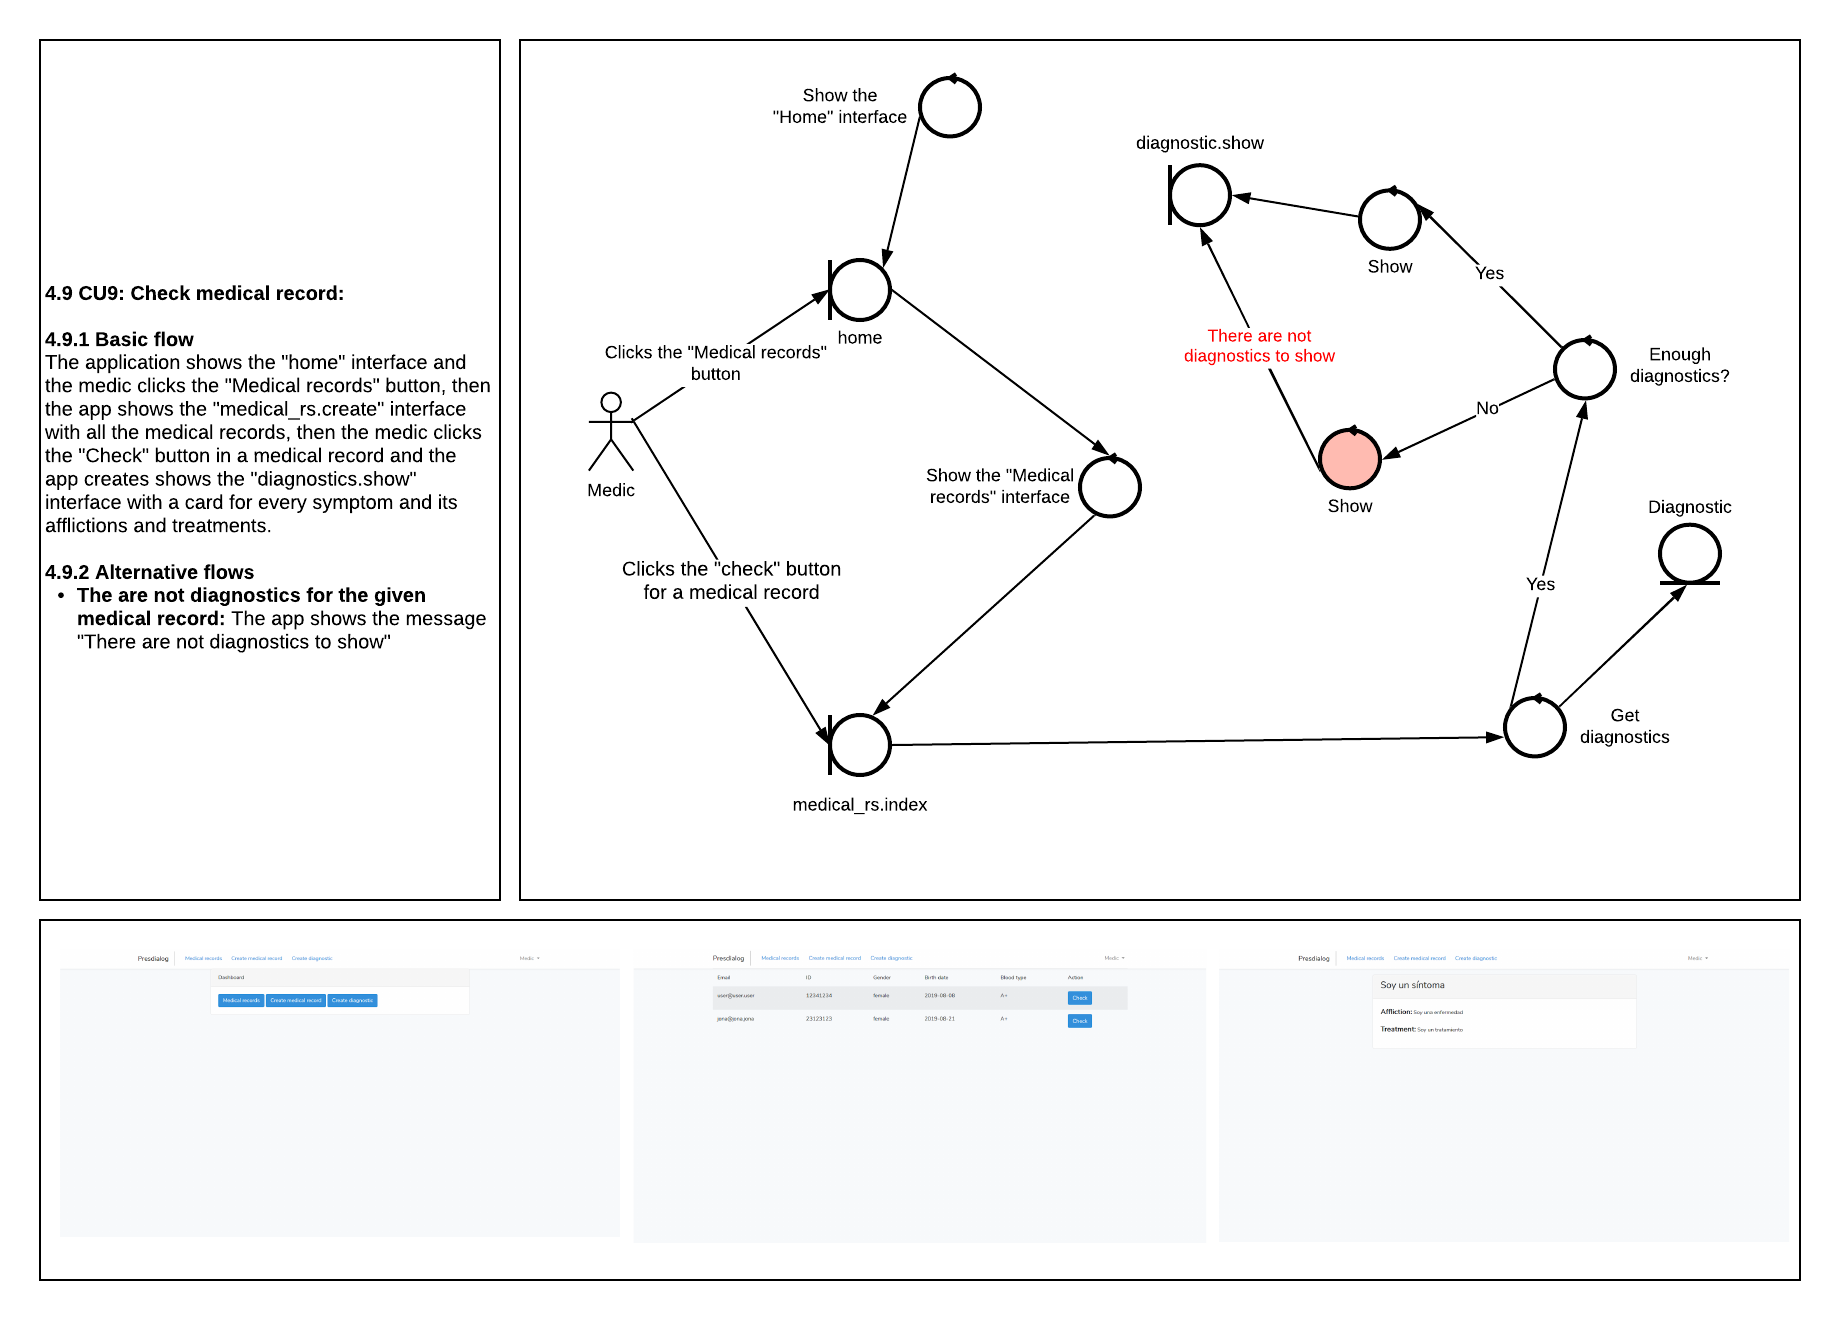 4.9 CU9: Check medical record:
4.9.1 Basic flow
The application shows the "home" interface and
the medic clicks the "Medical records" button, then
the app shows the "medical_rs.create" interface
with all the medical records, then the medic clicks
the "Check" button in a medical record and the
app creates shows the "diagnostics.show"
interface with a card for every symptom and its
afflictions and treatments.
4.9.2 Alternative flows
• The are not diagnostics for the given
medical record: The app shows the message
"There are not diagnostics to show"
Show the
"Home" interface
home
Clicks the "Medical records"
button
Medic
Show the "Medical
records" interface
Clicks the "check" button
for a medical record
medical_rs.index
diagnostic.show
Show
Yes
There are not
diagnostics to show
Enough
diagnostics?
No
Show
Diagnostic
Yes
Get
diagnostics
Presdialog Medical records Create medical record Create diagnostic Medic
Dashboard
Medical records Create medical record Create diagnostic
Presdialog Medical records Create medical record Create diagnostic Medic
Email ID Gender Birth date Blood type Action
user@user.user 12341234 female 2019-08-08 A+ Check
jena@jena.jena 23123123 female 2019-08-21 A+ Check
Presdialog Medical records Create medical record Create diagnostic Medic
Soy un síntoma
Affliction: Soy una enfermedad
Treatment: Soy un tratamiento